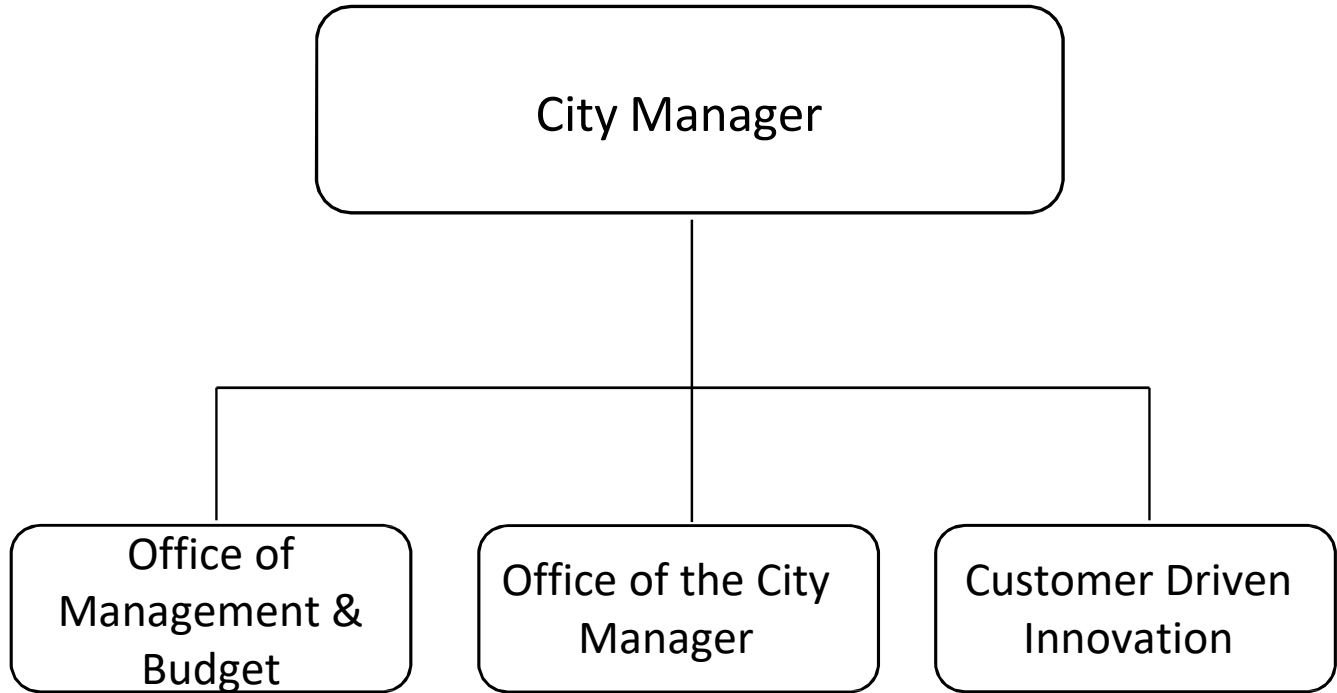 City Manager
Office of
Management &
Budget
Office of the City
Manager
Customer Driven
Innovation